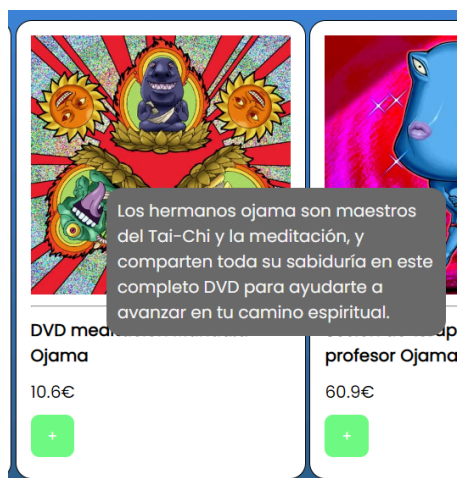 Los hermanos ojama son maestros
del Tai-Chi y la meditación, y
comparten toda su sabiduría en este
completo DVD para ayudarte a
avanzar en tu camino espiritual.
DVD
Ojama
10.6€
+
profesor Ojama
60.9€
+